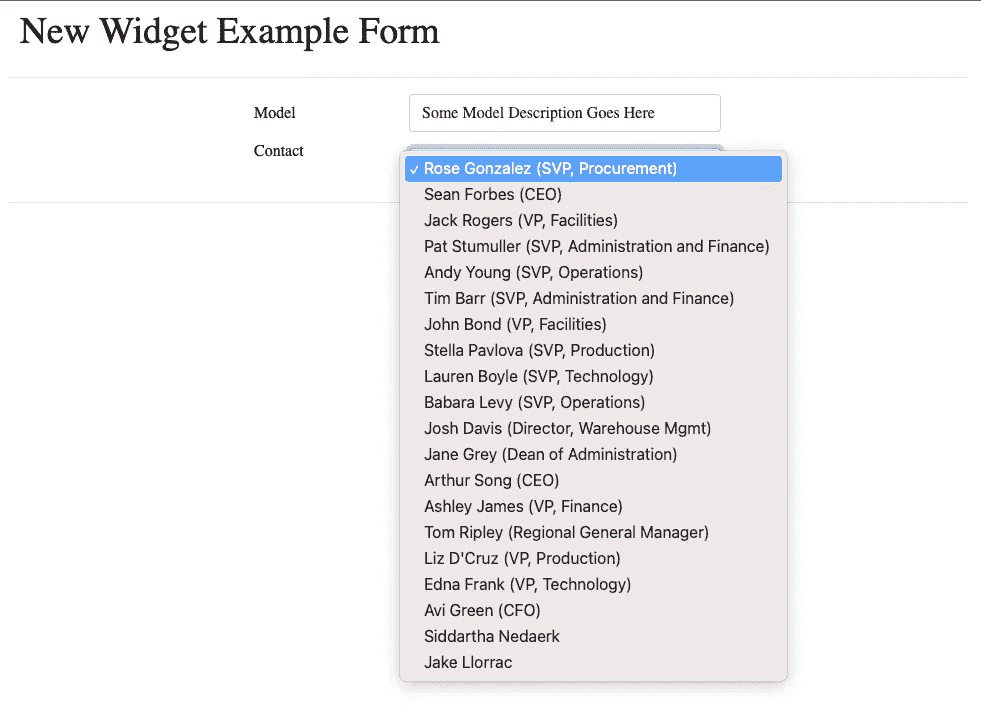 New Widget Example Form
Model
Some Model Description Goes Here
Contact
✓ Rose Gonzalez (SVP, Procurement)
Sean Forbes (CEO)
Jack Rogers (VP, Facilities)
Pat Stumuller (SVP, Administration and Finance)
Andy Young (SVP, Operations)
Tim Barr (SVP, Administration and Finance)
John Bond (VP, Facilities)
Stella Pavlova (SVP, Production)
Lauren Boyle (SVP, Technology)
Babara Levy (SVP, Operations)
Josh Davis (Director, Warehouse Mgmt)
Jane Grey (Dean of Administration)
Arthur Song (CEO)
Ashley James (VP, Finance)
Tom Ripley (Regional General Manager)
Liz D'Cruz (VP, Production)
Edna Frank (VP, Technology)
Avi Green (CFO)
Siddartha Nedaerk
Jake Llorrac